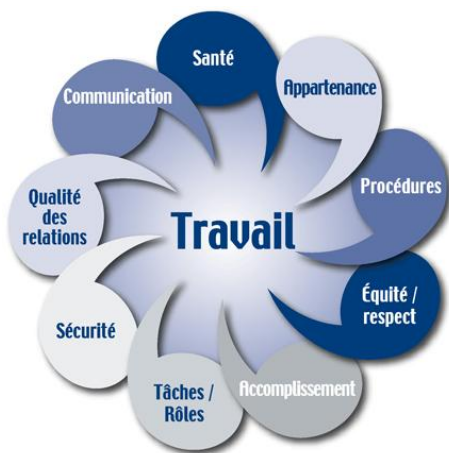 Santé
Appartenance
Procédures
Équité /
respect
Accomplissement
Tâches /
Rôles
Sécurité
Qualité
des
relations
Communication
Travail